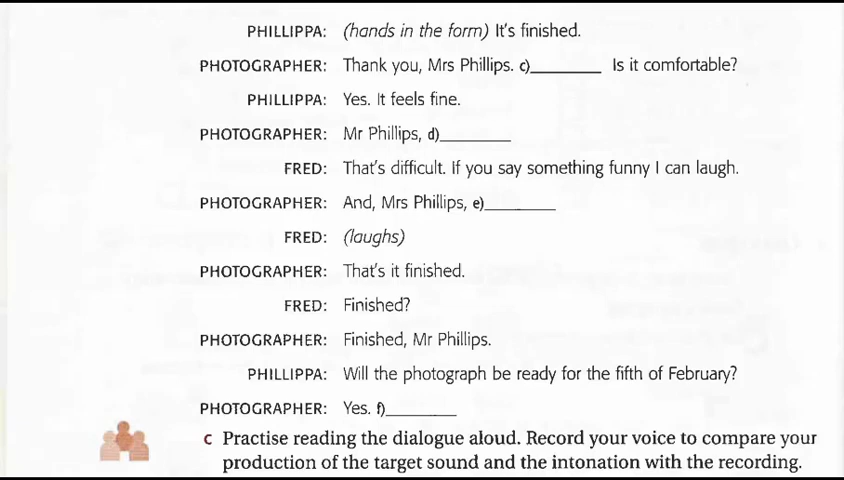 PHILLIPPA: (hands in the form) It's finished.
PHOTOGRAPHER: Thank you, Mrs Phillips. c)________ Is it comfortable?
PHILLIPPA: Yes. It feels fine.
PHOTOGRAPHER: Mr Phillips, d)________
FRED: That's difficult. If you say something funny I can laugh.
PHOTOGRAPHER: And, Mrs Phillips, e)________
FRED: (laughs)
PHOTOGRAPHER: That's it finished.
FRED: Finished?
PHOTOGRAPHER: Finished, Mr Phillips.
PHILLIPPA: Will the photograph be ready for the fifth of February?
PHOTOGRAPHER: Yes. f)________
c Practise reading the dialogue aloud. Record your voice to compare your
production of the target sound and the intonation with the recording.